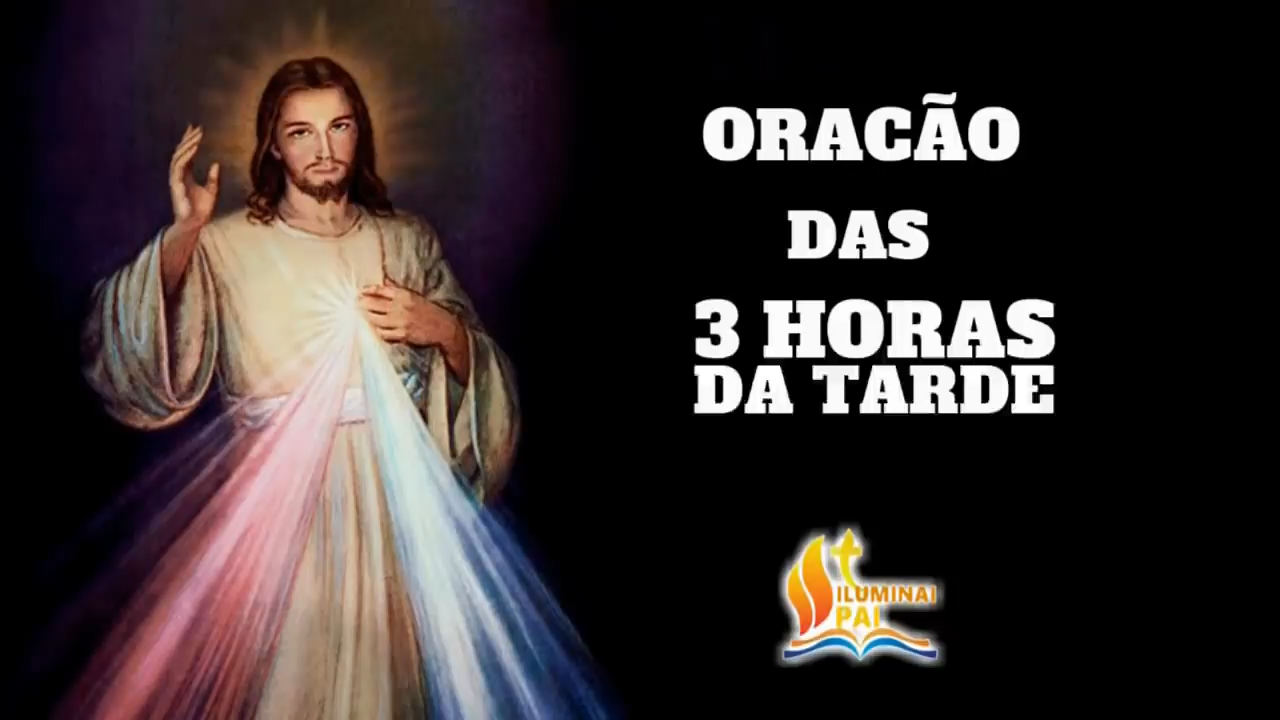 ORACÃO
DAS
3 HORAS
DA TARDE
ILUMINAI
PAI